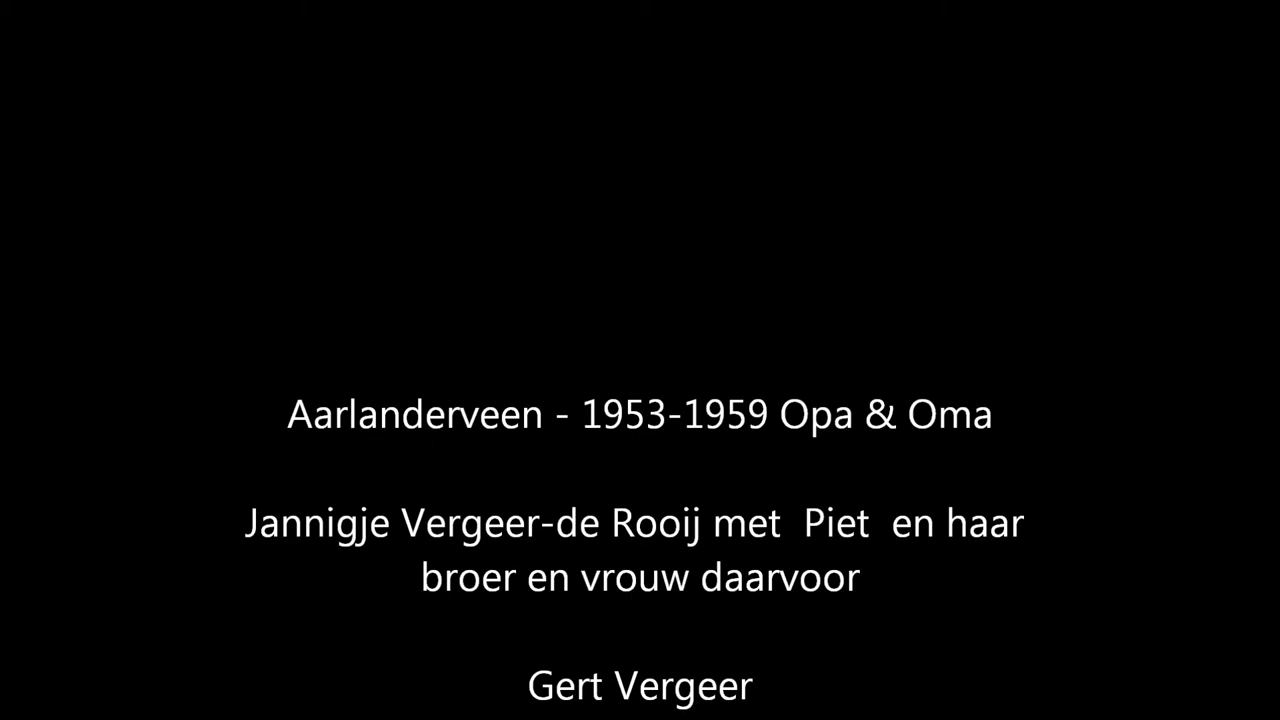 Aarlanderveen - 1953-1959 Opa & Oma
Jannigje Vergeer-de Rooij met  Piet  en haar
broer en vrouw daarvoor
Gert Vergeer